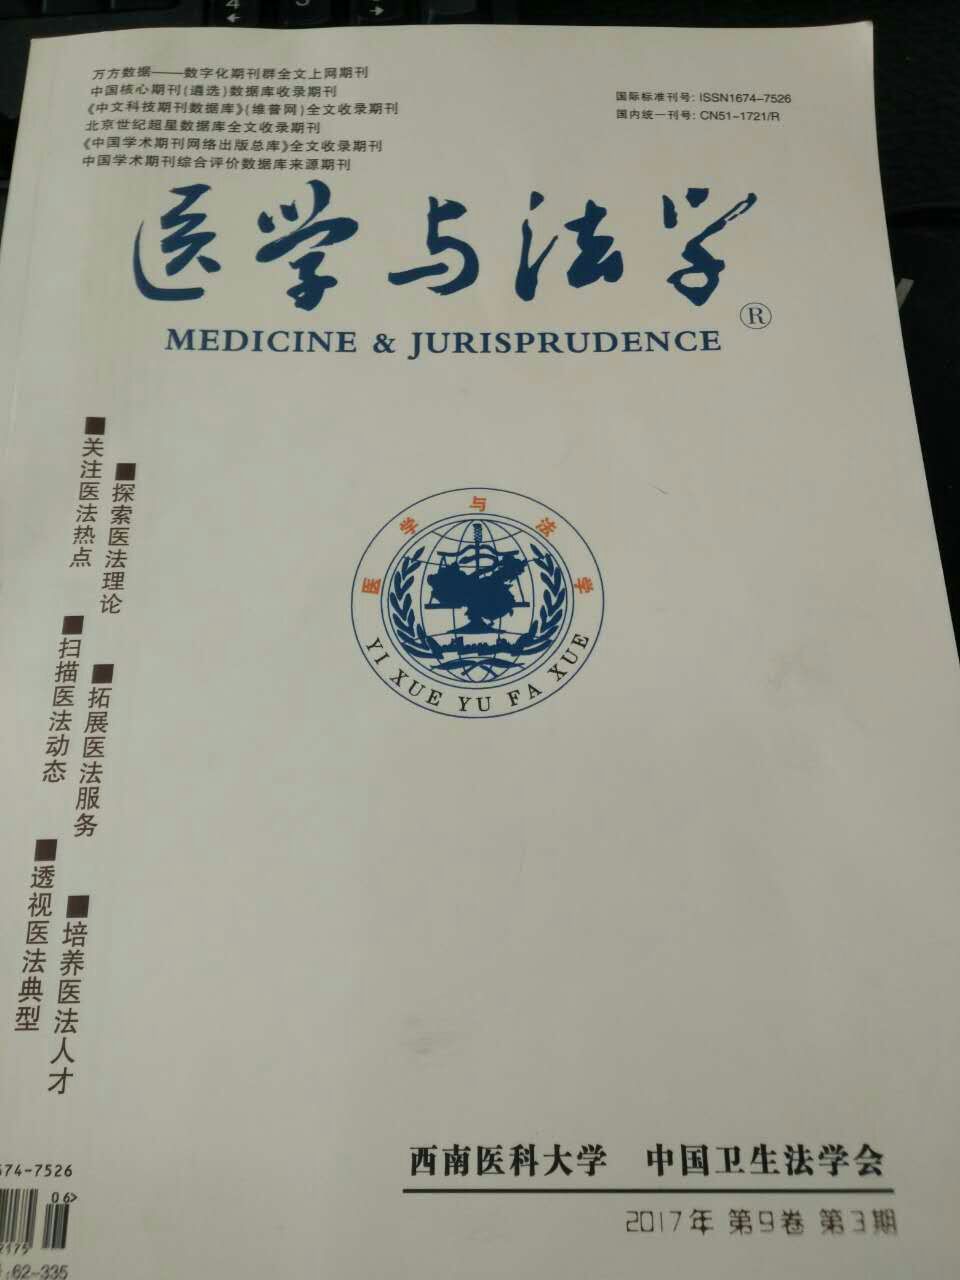 万方数据——数字化期刊群全文上网期刊
中国核心期刊(遴选)数据库收录期刊
《中文科技期刊数据库》(维普网)全文收录期刊
北京世纪超星数据库全文收录期刊
《中国学术期刊网络出版总库》全文收录期刊
中国学术期刊综合评价数据库来源期刊
国际标准刊号: ISSN1674-7526
国内统一刊号: CN51-1721/R
医学与法学
®
MEDICINE & JURISPRUDENCE
■关注医法热点
■探索医法理论
■扫描医法动态
■拓展医法服务
■透视医法典型
■培养医法人才
医学与法学
YI XUE YU FA XUE
西南医科大学 中国卫生法学会
2017年 第9卷 第3期
674-7526
06>
2175
:62-335
4